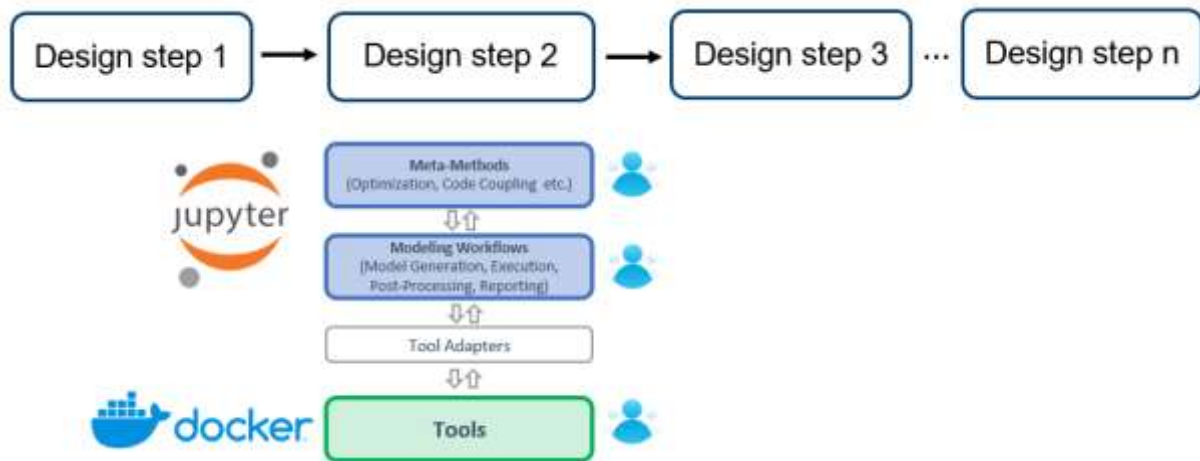 Design step 1
Design step 2
Design step 3
...
Design step n
Meta-Methods
(Optimization, Code Coupling etc.)
jupyter
Modeling Workflows
(Model Generation, Execution,
Post-Processing, Reporting)
Tool Adapters
docker
Tools